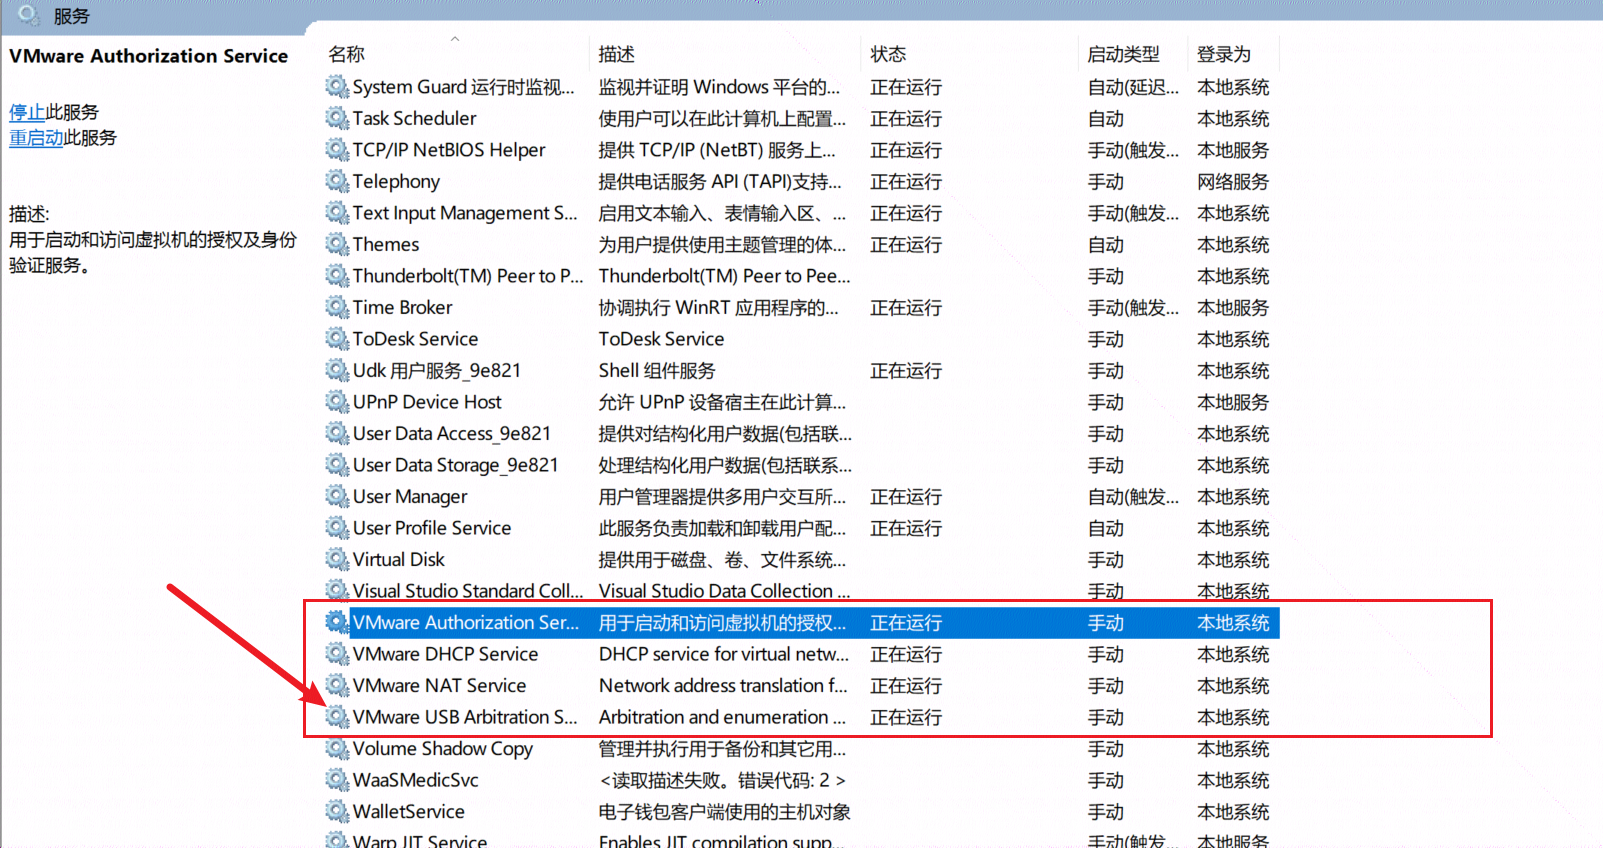 服务
VMware Authorization Service
停止此服务
重启动此服务
描述:
用于启动和访问虚拟机的授权及身份
验证服务。
名称 描述 状态 启动类型 登录为
System Guard 运行时监视... 监视并证明 Windows 平台的... 正在运行 自动(延迟... 本地系统
Task Scheduler 使用户可以在此计算机上配置... 正在运行 自动 本地系统
TCP/IP NetBIOS Helper 提供 TCP/IP (NetBT) 服务上... 正在运行 手动(触发... 本地服务
Telephony 提供电话服务 API (TAPI)支持... 正在运行 手动 网络服务
Text Input Management S... 启用文本输入、表情输入区、... 正在运行 手动(触发... 本地系统
Themes 为用户提供使用主题管理的体... 正在运行 自动 本地系统
Thunderbolt(TM) Peer to P... Thunderbolt(TM) Peer to Pee... 手动 本地系统
Time Broker 协调执行 WinRT 应用程序的... 正在运行 手动(触发... 本地服务
ToDesk Service ToDesk Service 手动 本地系统
Udk 用户服务_9e821 Shell 组件服务 正在运行 手动 本地系统
UPnP Device Host 允许 UPnP 设备宿主在此计算... 手动 本地服务
User Data Access_9e821 提供对结构化用户数据(包括联... 手动 本地系统
User Data Storage_9e821 处理结构化用户数据(包括联系... 手动 本地系统
User Manager 用户管理器提供多用户交互所... 正在运行 自动(触发... 本地系统
User Profile Service 此服务负责加载和卸载用户配... 正在运行 自动 本地系统
Virtual Disk 提供用于磁盘、卷、文件系统... 手动 本地系统
Visual Studio Standard Coll... Visual Studio Data Collection ... 手动 本地系统
VMware Authorization Ser... 用于启动和访问虚拟机的授权... 正在运行 手动 本地系统
VMware DHCP Service DHCP service for virtual netw... 正在运行 手动 本地系统
VMware NAT Service Network address translation f... 正在运行 手动 本地系统
VMware USB Arbitration S... Arbitration and enumeration ... 正在运行 手动 本地系统
Volume Shadow Copy 管理并执行用于备份和其它用... 手动 本地系统
WaaSMedicSvc <读取描述失败。错误代码: 2 > 手动 本地系统
WalletService 电子钱包客户端使用的主机对象 手动 本地系统
Warp JIT Service Enables JIT compilation supp... 手动(触发... 本地服务